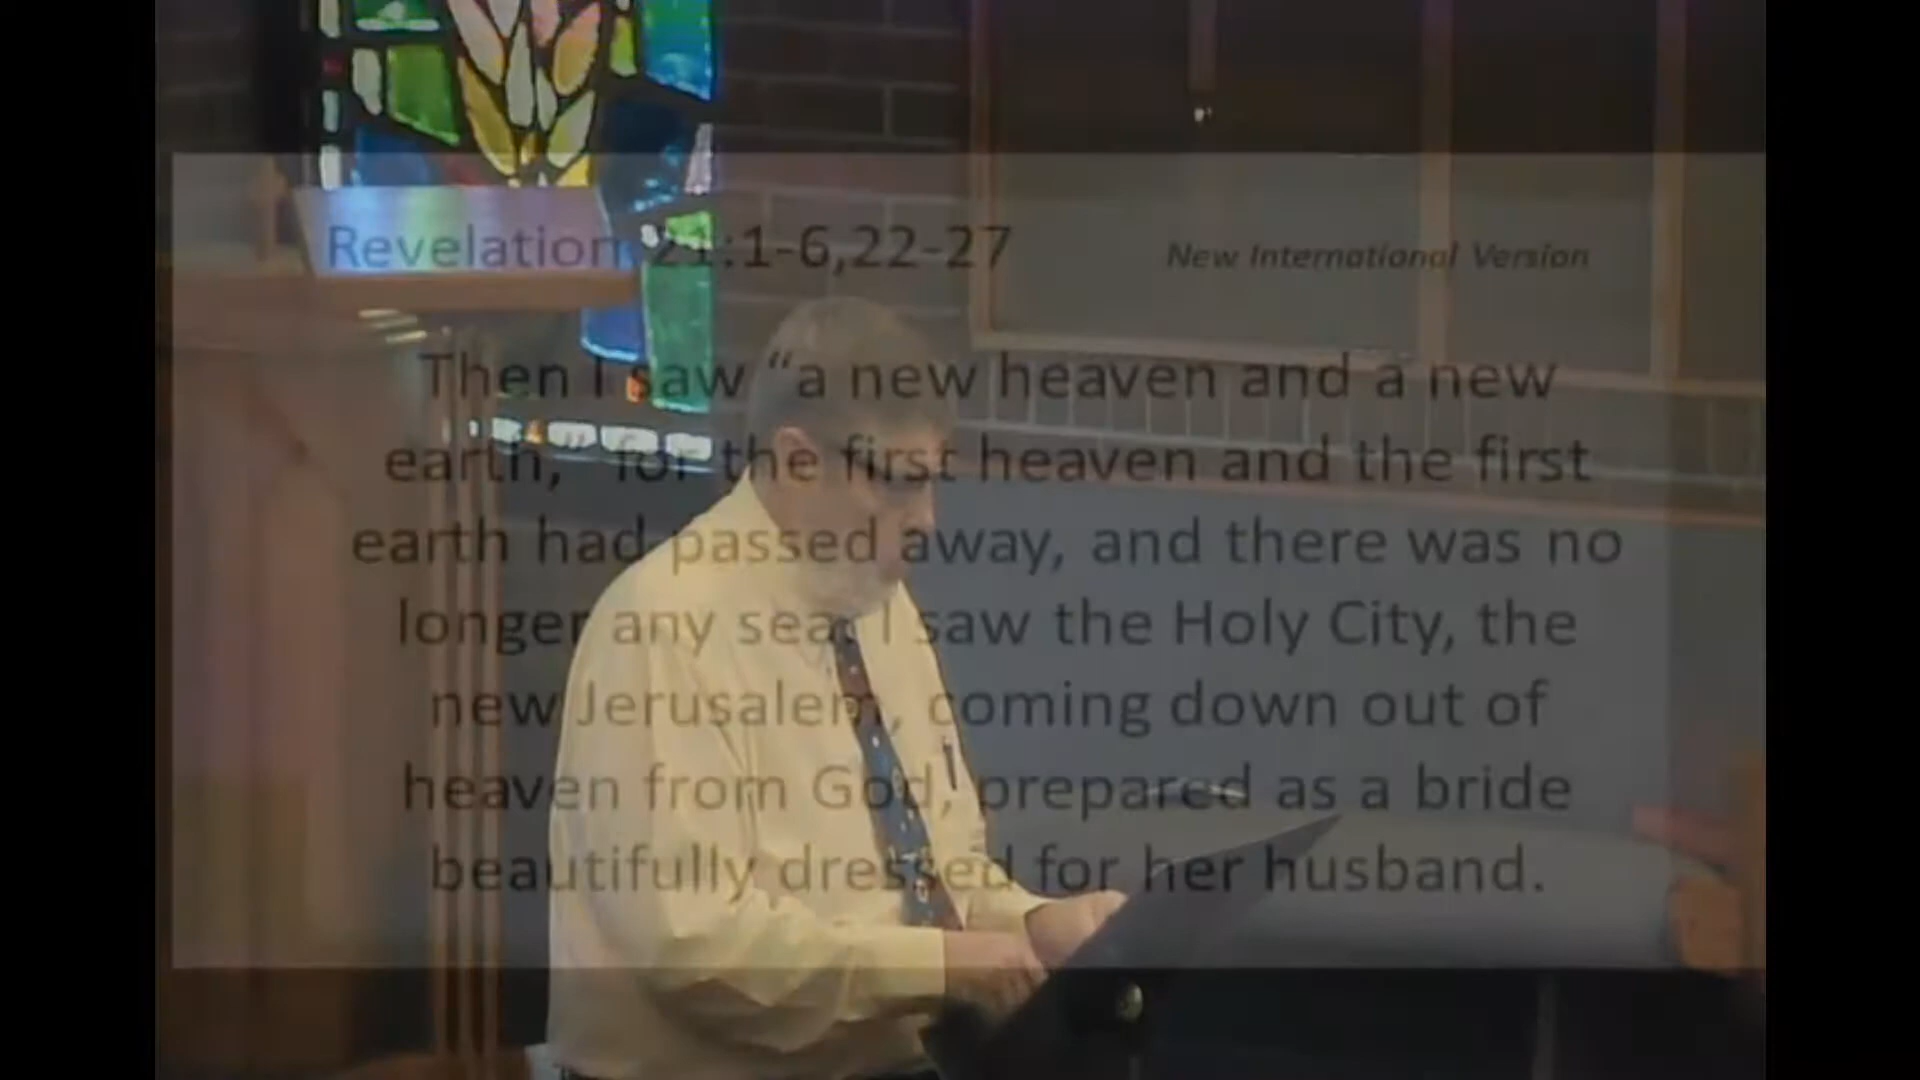 Revelation 21:1-6,22-27
New International Version
Then I saw “a new heaven and a new
earth,” for the first heaven and the first
earth had passed away, and there was no
longer any sea. I saw the Holy City, the
new Jerusalem, coming down out of
heaven from God, prepared as a bride
beautifully dressed for her husband.